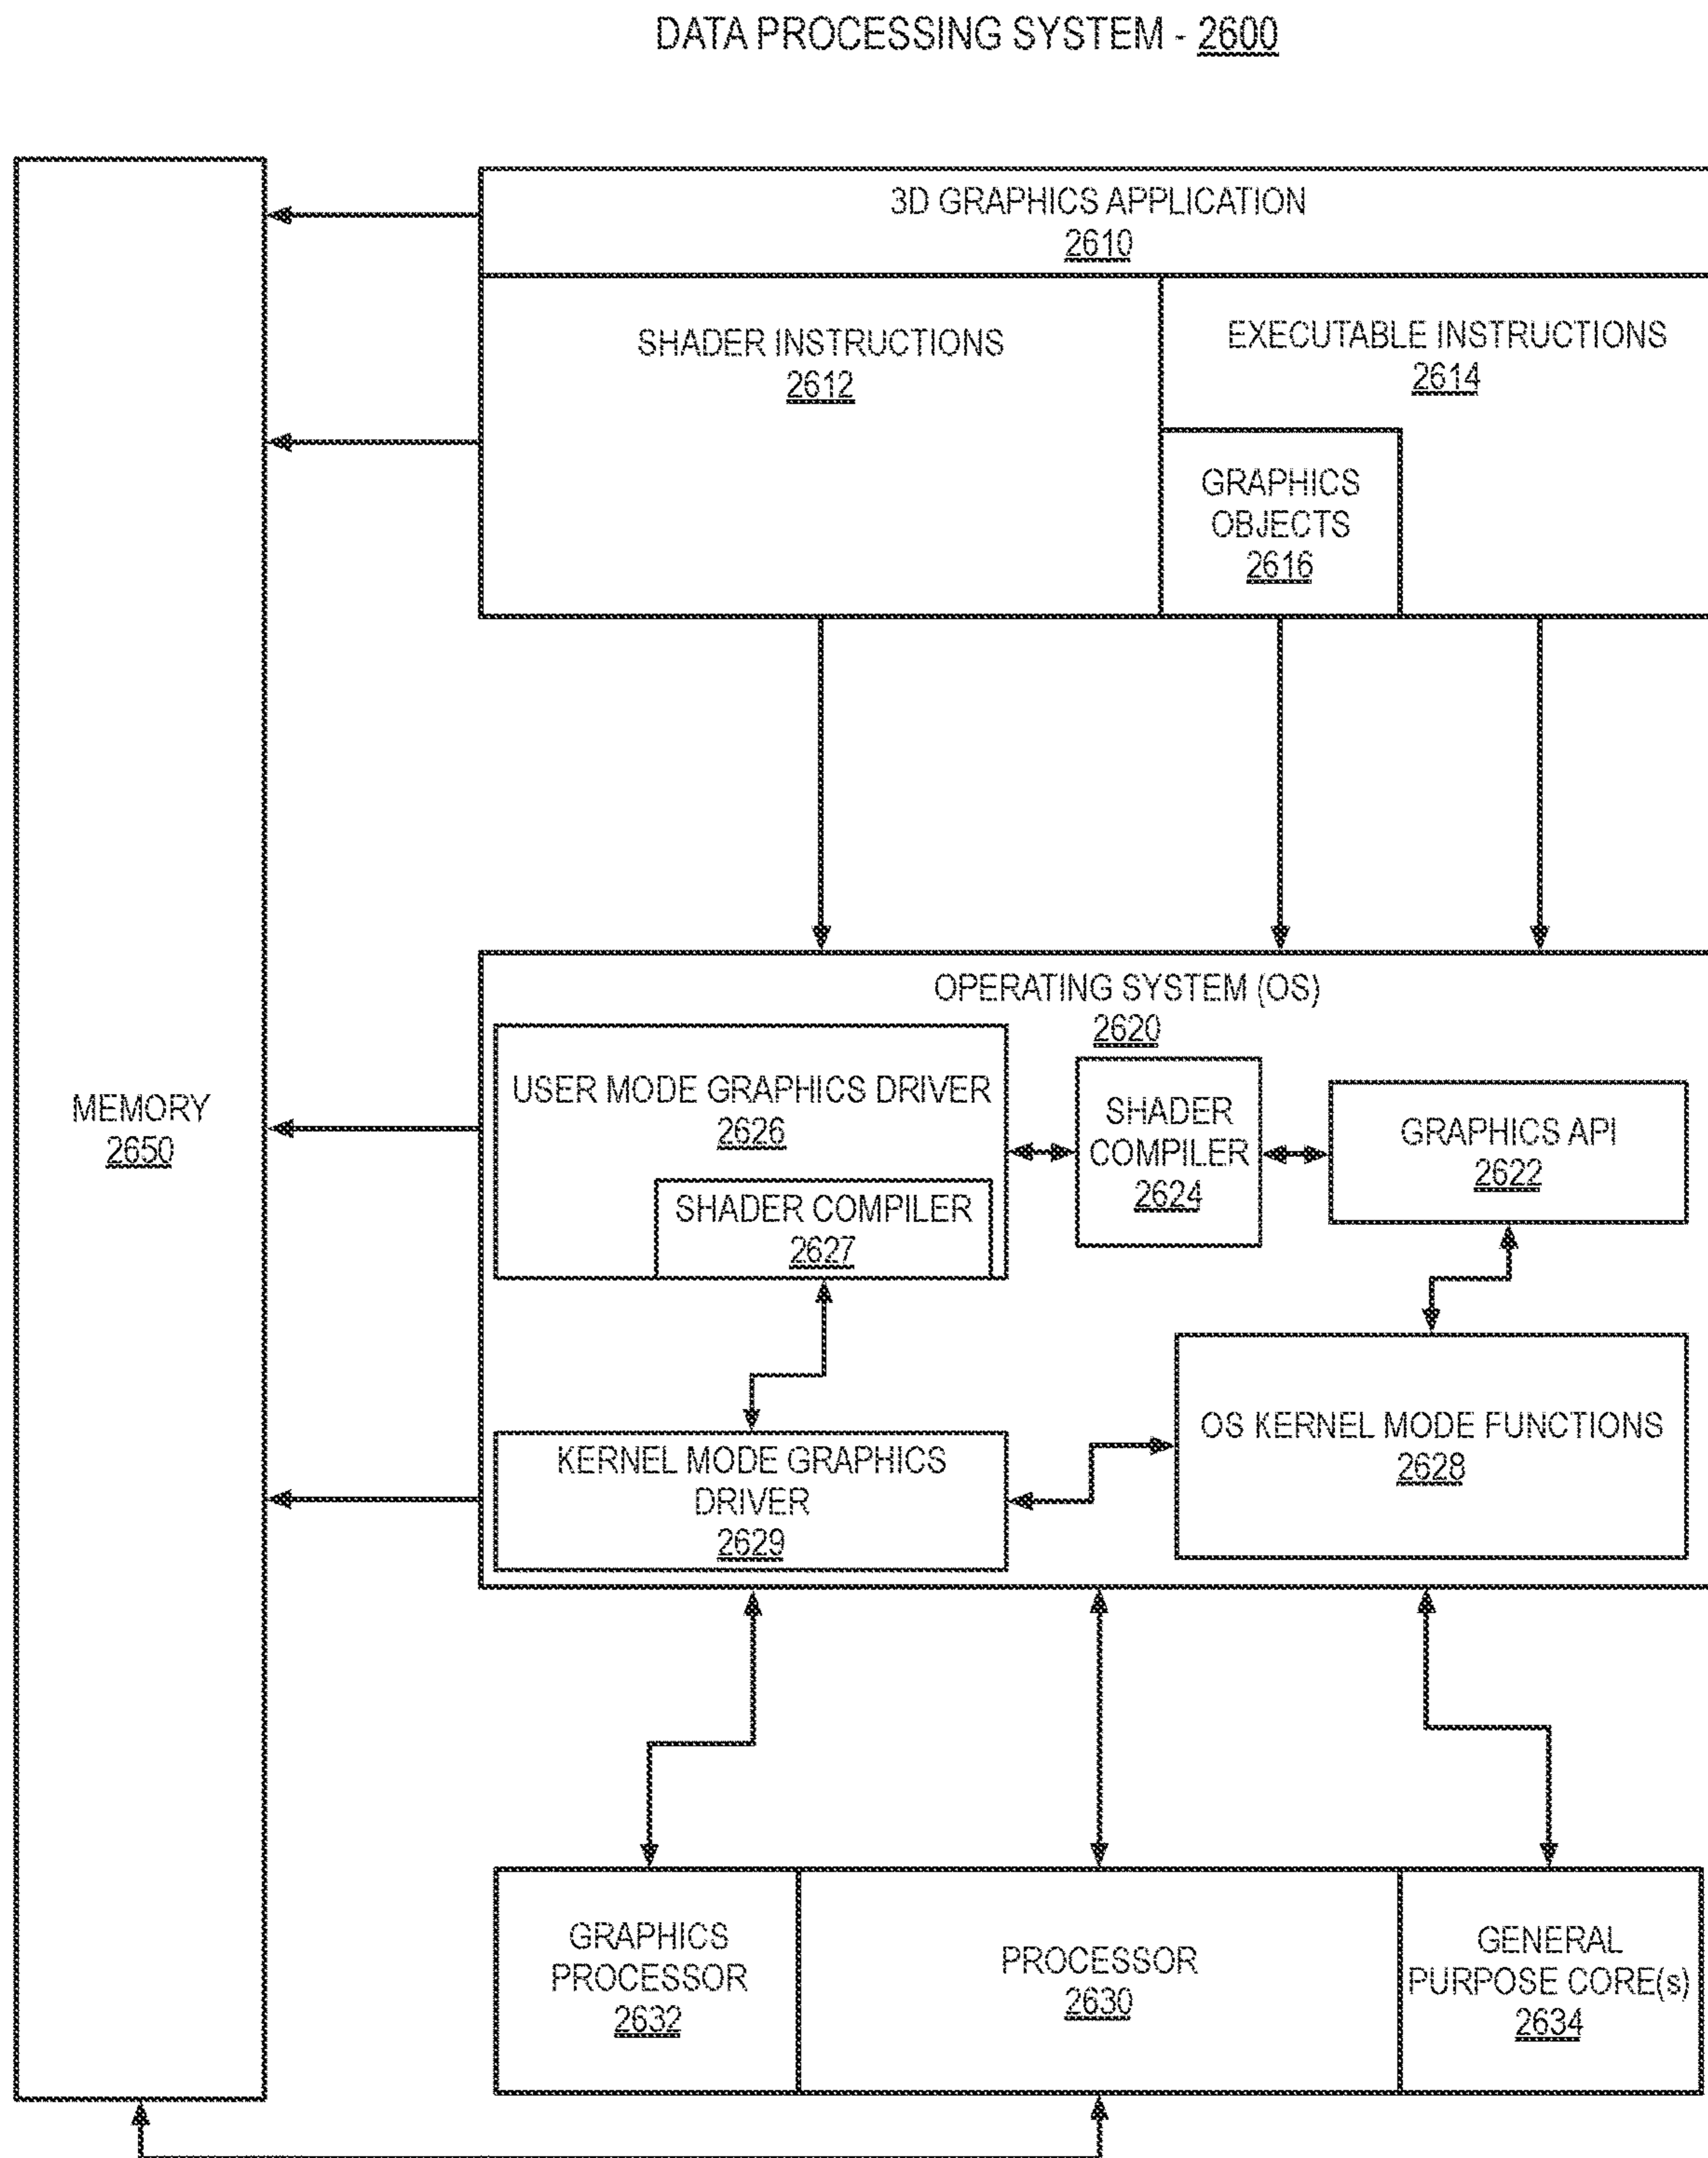 DATA PROCESSING SYSTEM - 2600
3D GRAPHICS APPLICATION
2610
SHADER INSTRUCTIONS
2612
EXECUTABLE INSTRUCTIONS
2614
GRAPHICS
OBJECTS
2616
MEMORY
2650
OPERATING SYSTEM (OS)
2620
USER MODE GRAPHICS DRIVER
2626
SHADER COMPILER
2627
SHADER
COMPILER
2624
GRAPHICS API
2622
KERNEL MODE GRAPHICS
DRIVER
2629
OS KERNEL MODE FUNCTIONS
2628
GRAPHICS
PROCESSOR
2632
PROCESSOR
2630
GENERAL
PURPOSE CORE(s)
2634